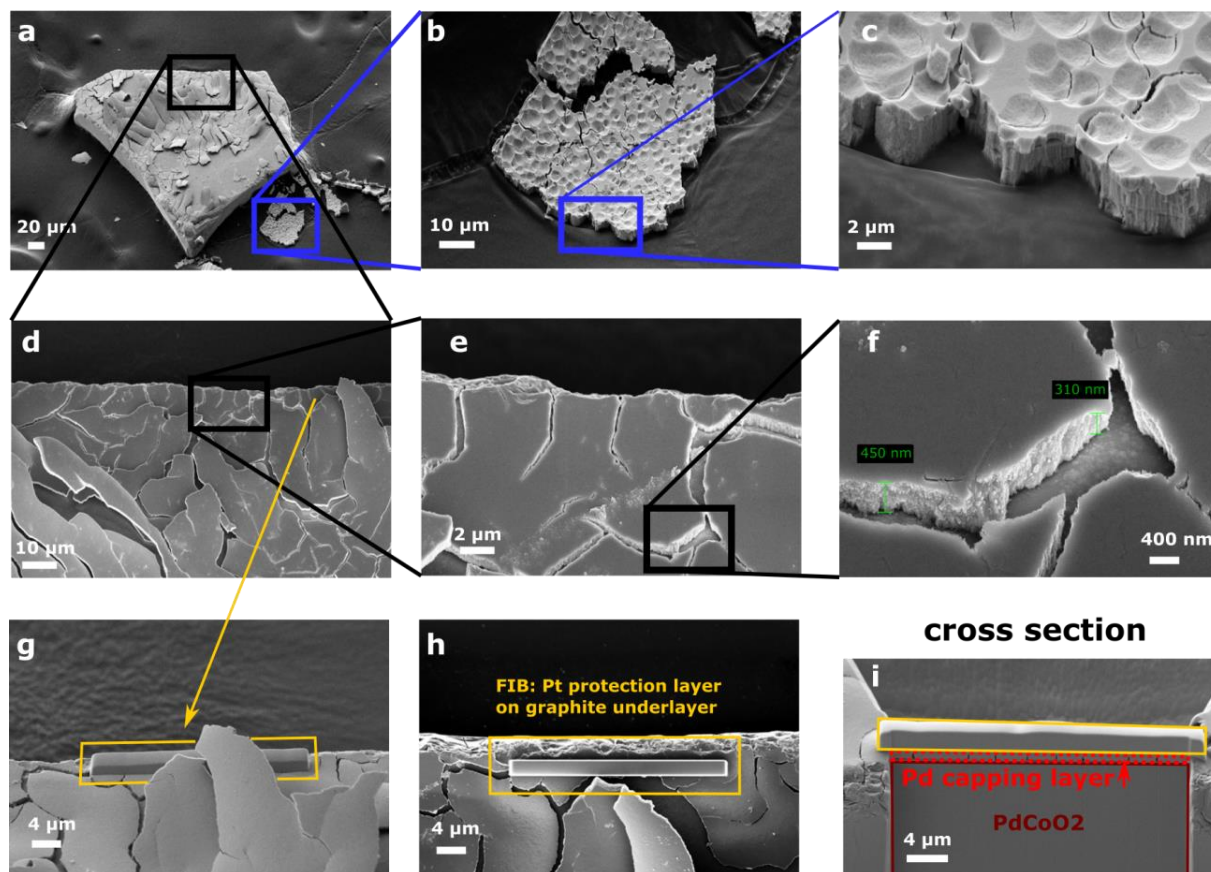 a
b
c
20 µm
10 µm
2 µm
d
e
f
310 nm
450 nm
10 µm
2 µm
400 nm
cross section
g
h
i
FIB: Pt protection layer
on graphite underlayer
Pd capping layer
PdCoO2
4 µm
4 µm
4 µm